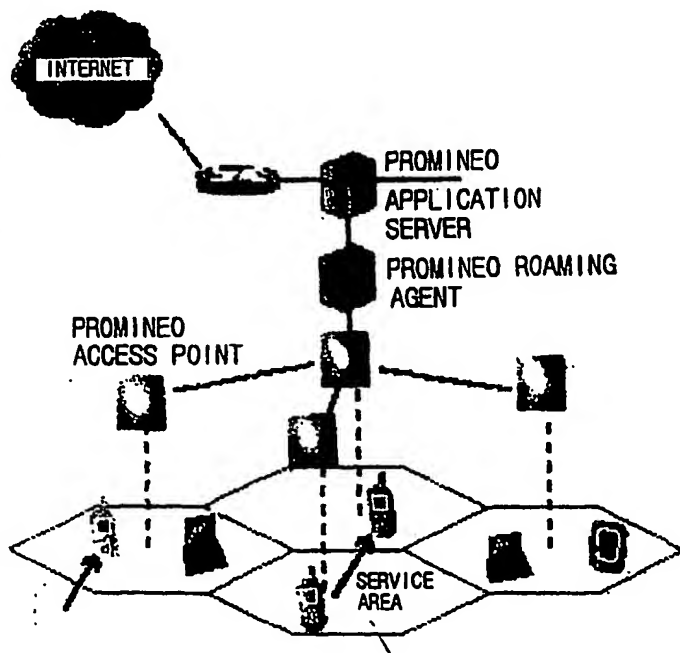 INTERNET
PROMINEO
APPLICATION
SERVER
PROMINEO ROAMING
AGENT
PROMINEO
ACCESS POINT
SERVICE
AREA